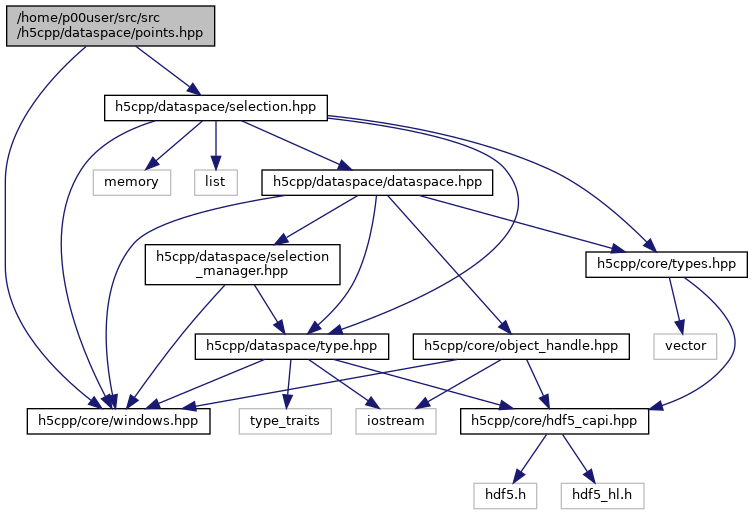 /home/p00user/src/src
/h5cpp/dataspace/points.hpp
h5cpp/dataspace/selection.hpp
memory
list
h5cpp/dataspace/dataspace.hpp
h5cpp/dataspace/selection
_manager.hpp
h5cpp/core/types.hpp
h5cpp/dataspace/type.hpp
h5cpp/core/object_handle.hpp
vector
h5cpp/core/windows.hpp
type_traits
iostream
h5cpp/core/hdf5_capi.hpp
hdf5.h
hdf5_hl.h